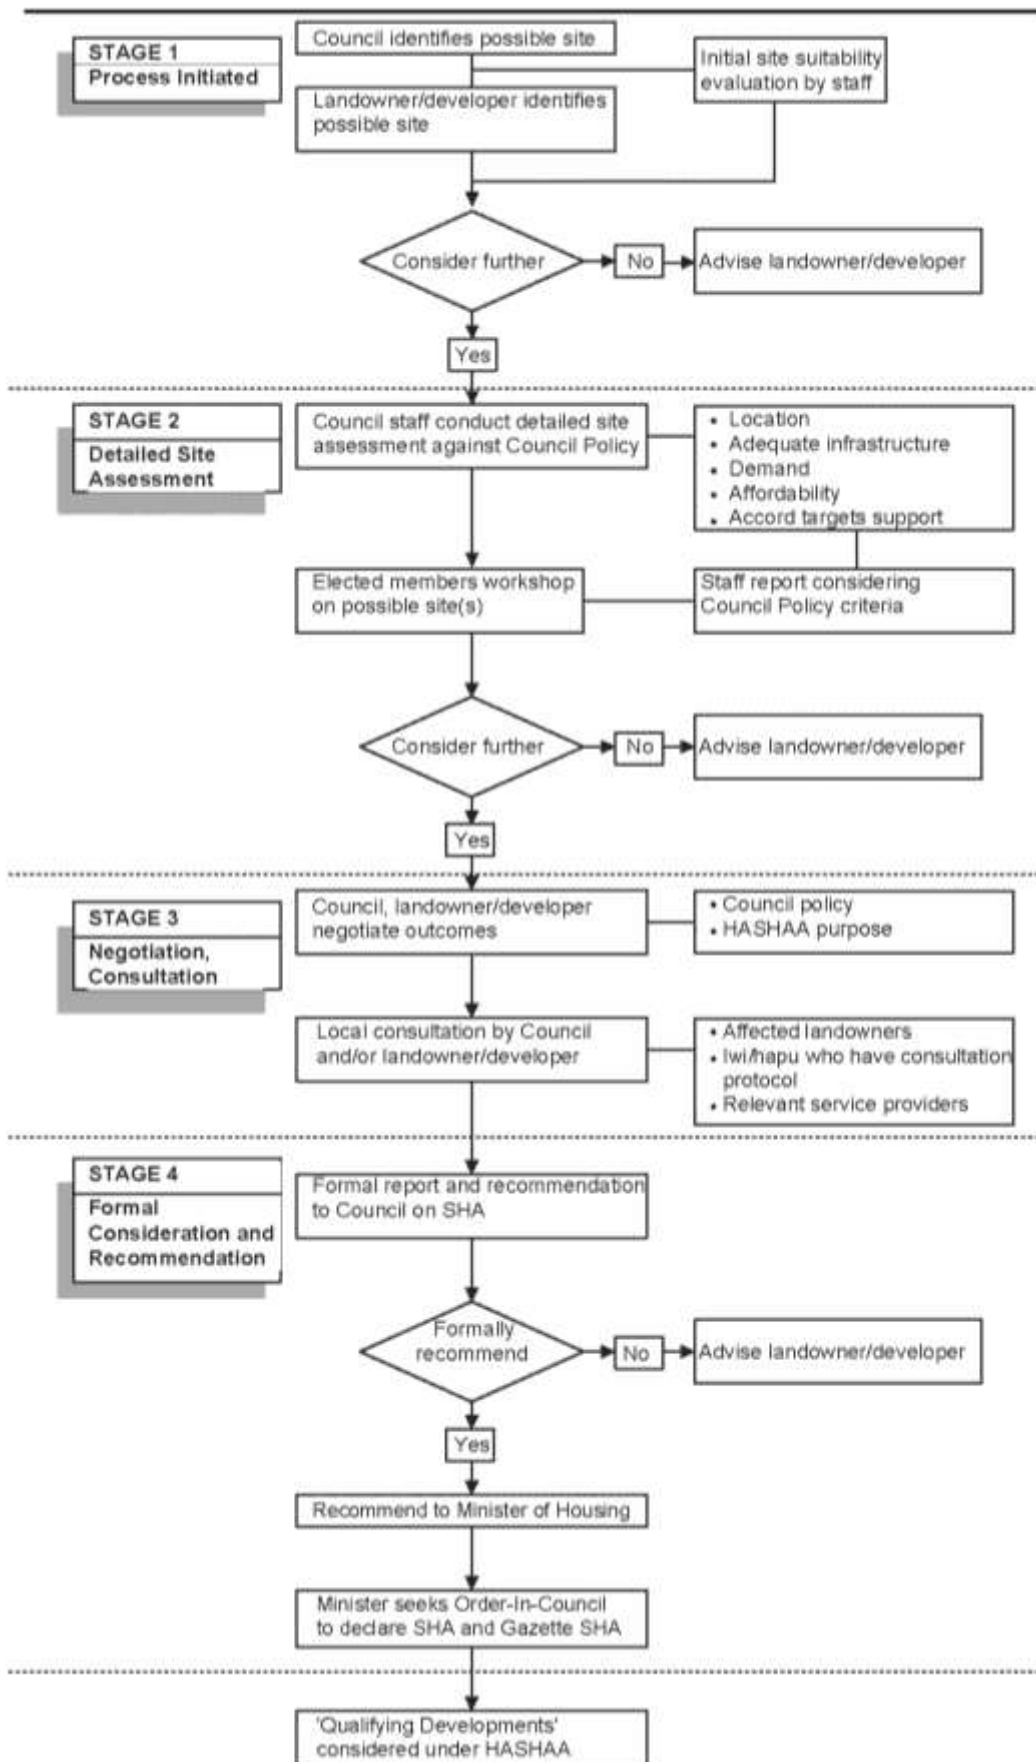 STAGE 1
Process Initiated
Council identifies possible site
Initial site suitability
evaluation by staff
Landowner/developer identifies
possible site
Consider further
No
Advise landowner/developer
Yes
STAGE 2
Detailed Site
Assessment
Council staff conduct detailed site
assessment against Council Policy
• Location
• Adequate infrastructure
• Demand
• Affordability
• Accord targets support
Elected members workshop
on possible site(s)
Staff report considering
Council Policy criteria
Consider further
No
Advise landowner/developer
Yes
STAGE 3
Negotiation,
Consultation
Council, landowner/developer
negotiate outcomes
• Council policy
• HASHAA purpose
Local consultation by Council
and/or landowner/developer
• Affected landowners
• Iwi/hapu who have consultation
protocol
• Relevant service providers
STAGE 4
Formal
Consideration and
Recommendation
Formal report and recommendation
to Council on SHA
Formally
recommend
No
Advise landowner/developer
Yes
Recommend to Minister of Housing
Minister seeks Order-In-Council
to declare SHA and Gazette SHA
'Qualifying Developments'
considered under HASHAA